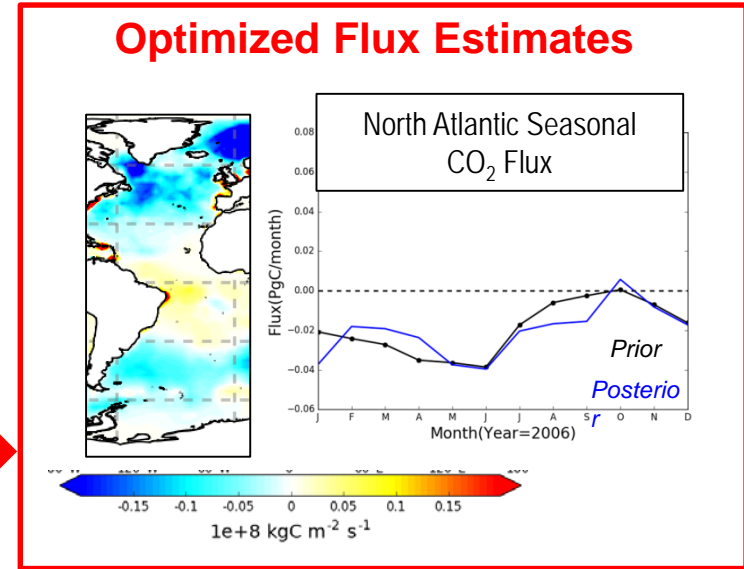 Optimized Flux Estimates
North Atlantic Seasonal
CO₂ Flux
0.08
0.06
0.04
0.02
0.00
−0.02
−0.04
−0.06
Flux(PgC/month)
Prior
Posterio
r
J F M A M J J A S O N D
Month(Year=2006)
-0.15 -0.1 -0.05 0 0.05 0.1 0.15
1e+8 kgC m⁻² s⁻¹